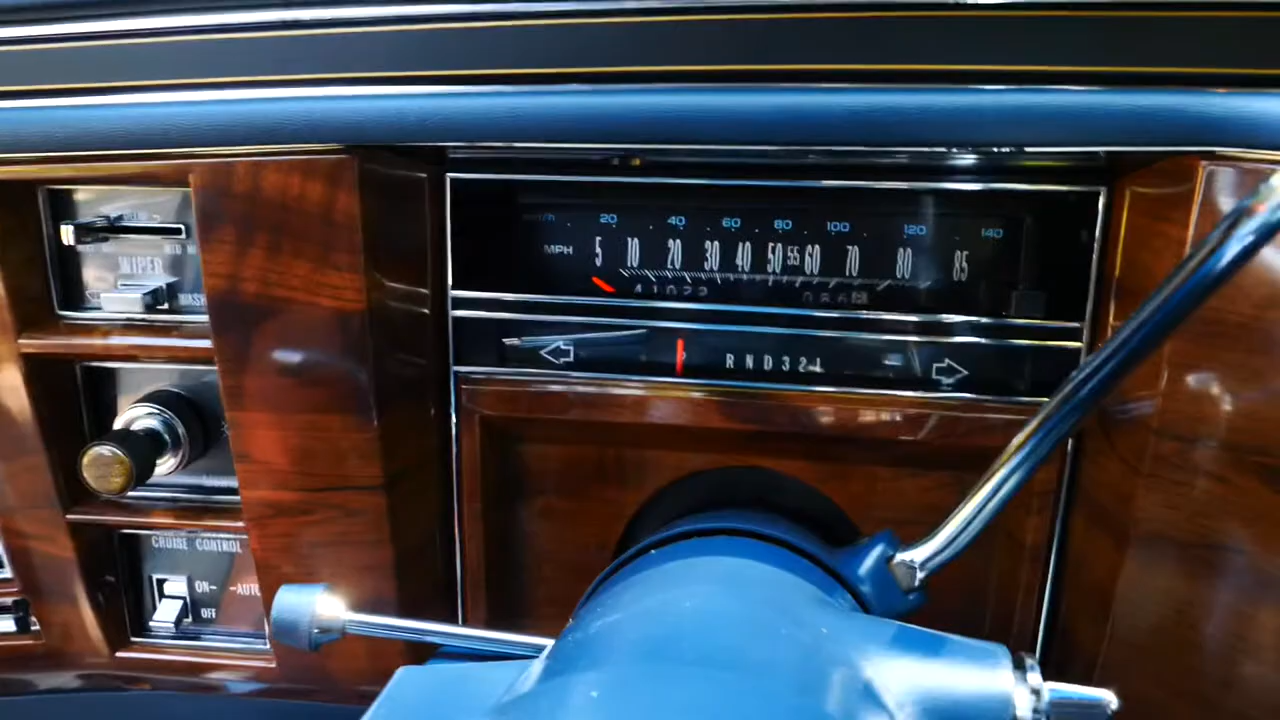 20 40 60 80 100 120 140
MPH 5 10 20 30 40 50 55 60 70 80 85
WIPER
WASH
R N D 3 2 1
CRUISE CONTROL
ON- -AUTO
OFF